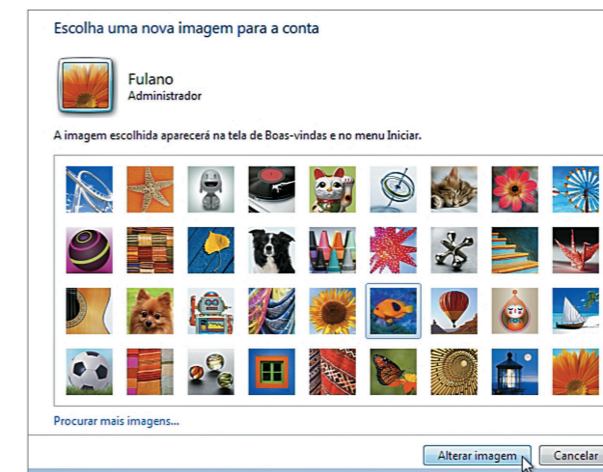 Escolha uma nova imagem para a conta
Fulano
Administrador
A imagem escolhida aparecerá na tela de Boas-vindas e no menu Iniciar.
Procurar mais imagens...
Alterar imagem
Cancelar